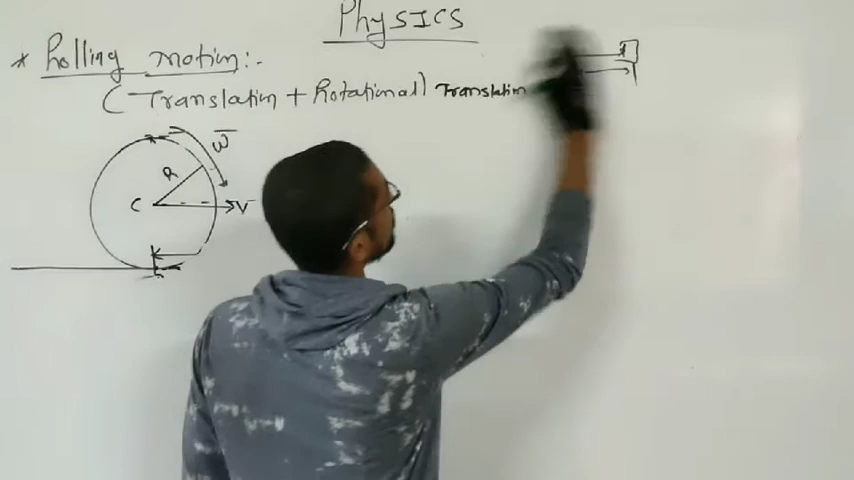 PhysICS
* Rolling motion:-
(Translation + Rotational) Translation
ω
R
C
V